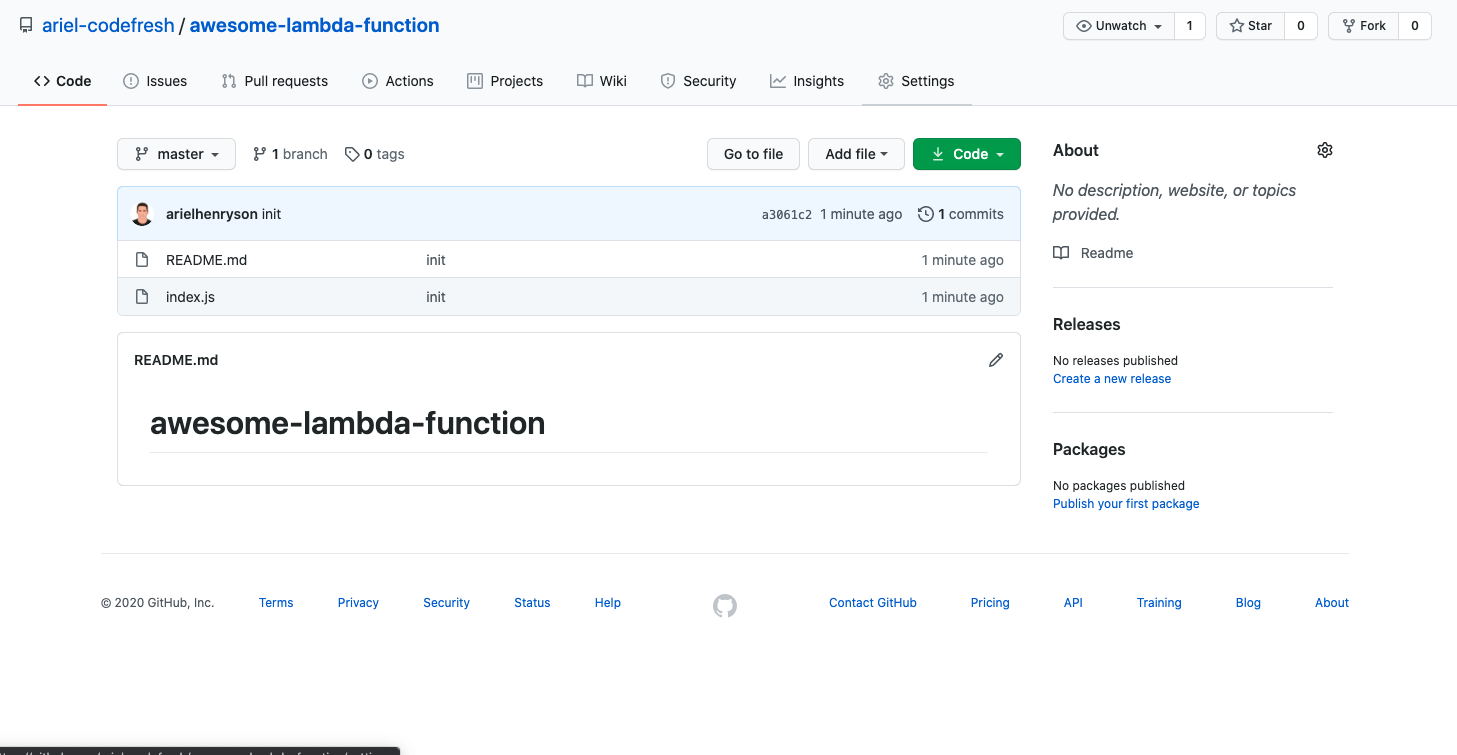 ariel-codefresh / awesome-lambda-function
Unwatch 1 Star 0 Fork 0
Code Issues Pull requests Actions Projects Wiki Security Insights Settings
master 1 branch 0 tags Go to file Add file Code
arielhenryson init a3061c2 1 minute ago 1 commits
README.md init 1 minute ago
index.js init 1 minute ago
README.md
awesome-lambda-function
About
No description, website, or topics
provided.
Readme
Releases
No releases published
Create a new release
Packages
No packages published
Publish your first package
© 2020 GitHub, Inc. Terms Privacy Security Status Help Contact GitHub Pricing API Training Blog About